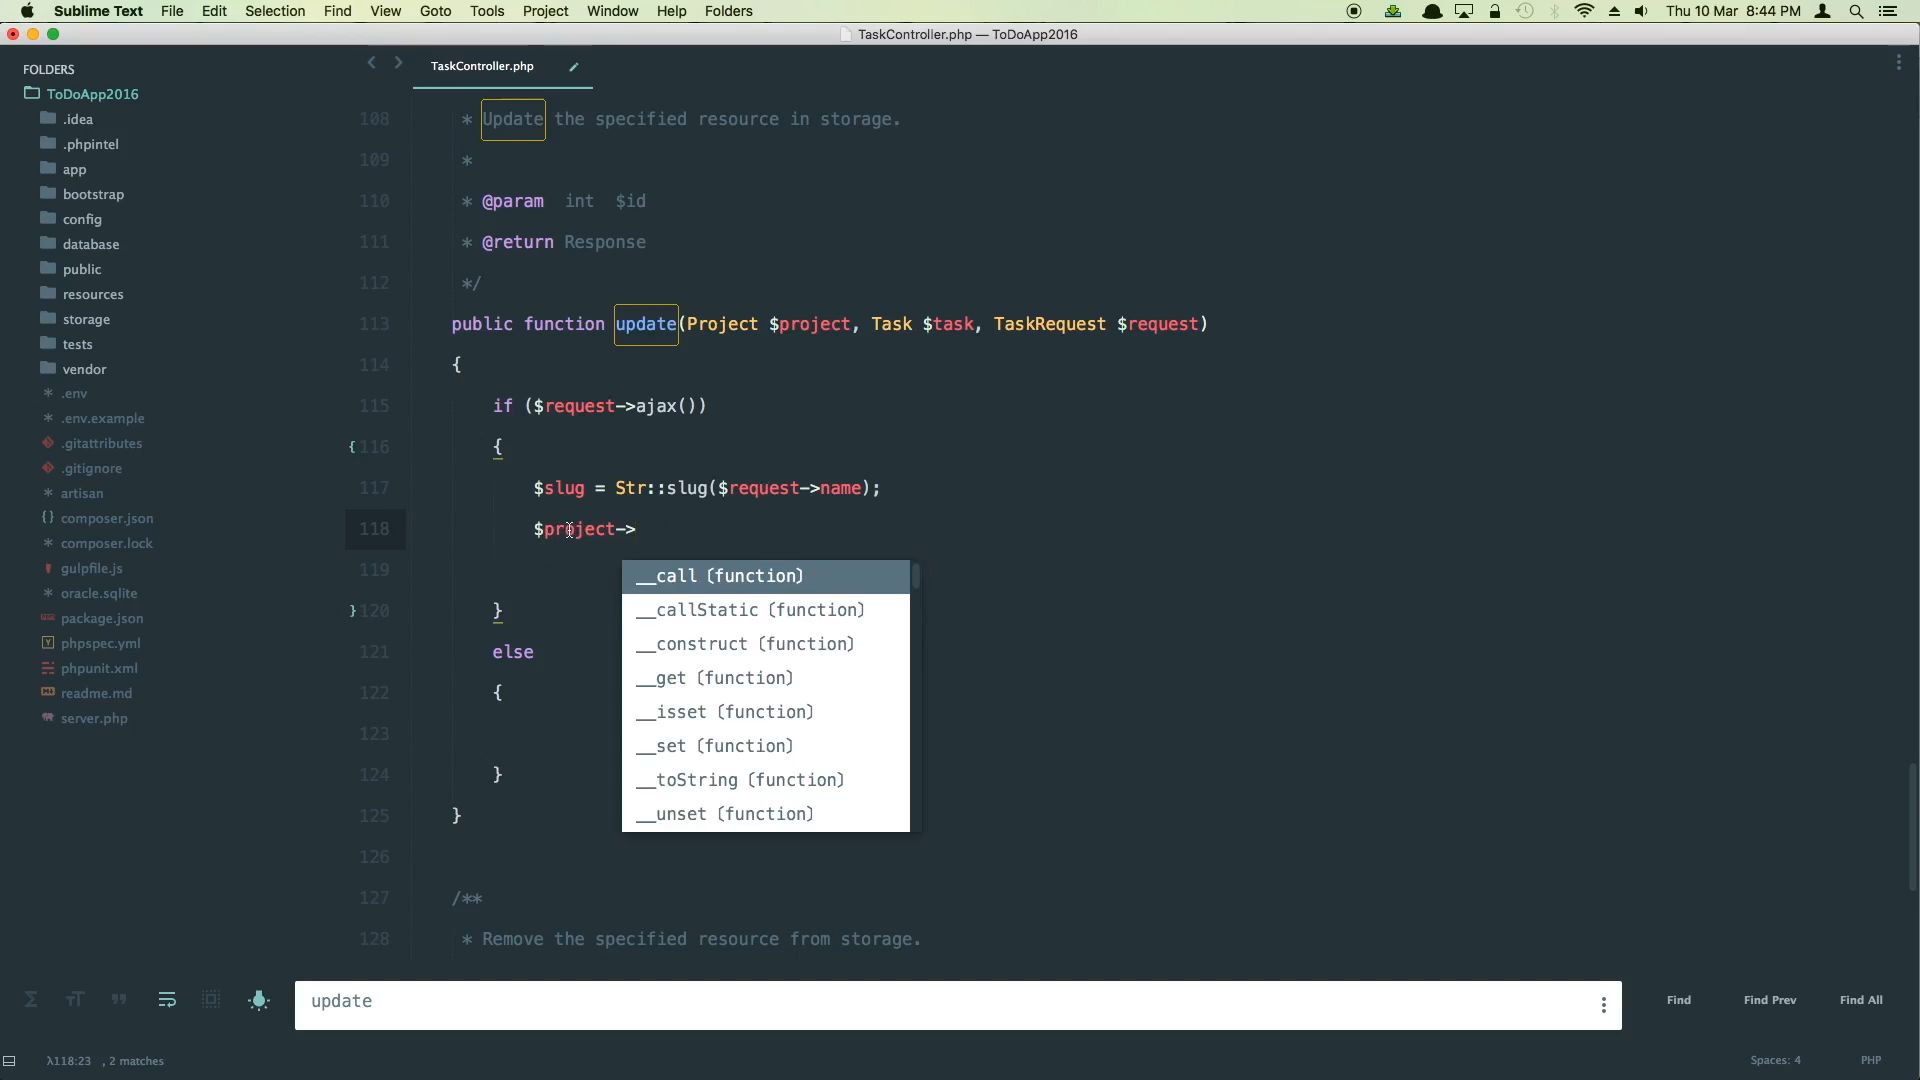 Sublime Text File Edit Selection Find View Goto Tools Project Window Help Folders Thu 10 Mar 8:44 PM
TaskController.php — ToDoApp2016
FOLDERS
ToDoApp2016
.idea
.phpintel
app
bootstrap
config
database
public
resources
storage
tests
vendor
.env
.env.example
.gitattributes
.gitignore
artisan
composer.json
composer.lock
gulpfile.js
oracle.sqlite
package.json
phpspec.yml
phpunit.xml
readme.md
server.php
TaskController.php
108 * Update the specified resource in storage.
109 *
110 * @param int $id
111 * @return Response
112 */
113 public function update(Project $project, Task $task, TaskRequest $request)
114 {
115 if ($request->ajax())
116 {
117 $slug = Str::slug($request->name);
118 $project->
119
120 }
121 else
122 {
123
124 }
125 }
126
127 /**
128 * Remove the specified resource from storage.
__call (function)
__callStatic (function)
__construct (function)
__get (function)
__isset (function)
__set (function)
__toString (function)
__unset (function)
update
Find Find Prev Find All
λ118:23 , 2 matches
Spaces: 4 PHP